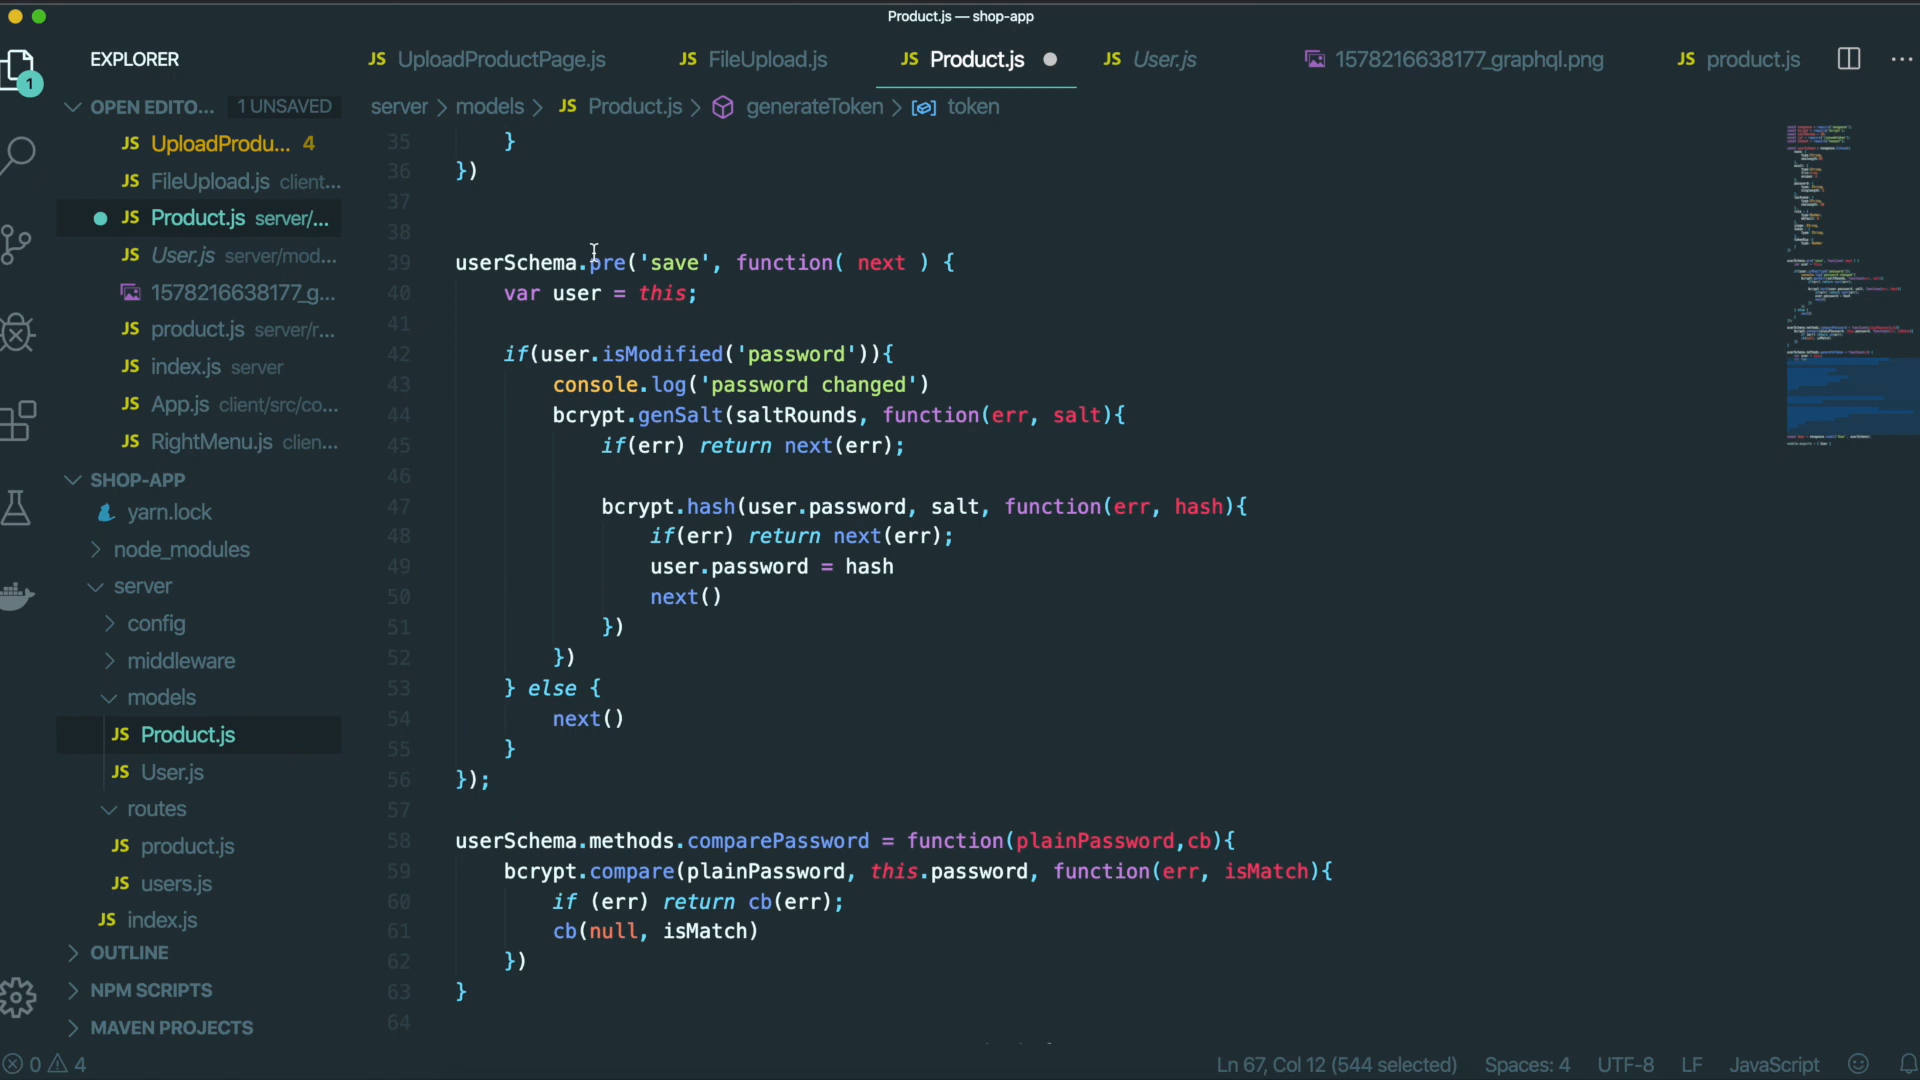 Product.js — shop-app
EXPLORER
JS UploadProductPage.js
JS FileUpload.js
JS Product.js
JS User.js
1578216638177_graphql.png
JS product.js
1
OPEN EDITO... 1 UNSAVED
server > models > JS Product.js > generateToken > token
JS UploadProdu... 4
JS FileUpload.js client...
JS Product.js server/...
JS User.js server/mod...
1578216638177_g...
JS product.js server/r...
JS index.js server
JS App.js client/src/co...
JS RightMenu.js clien...
SHOP-APP
yarn.lock
node_modules
server
config
middleware
models
JS Product.js
JS User.js
routes
JS product.js
JS users.js
JS index.js
OUTLINE
NPM SCRIPTS
MAVEN PROJECTS
35 }
36 })
37
38
39 userSchema.pre('save', function( next ) {
40 var user = this;
41
42 if(user.isModified('password')){
43 console.log('password changed')
44 bcrypt.genSalt(saltRounds, function(err, salt){
45 if(err) return next(err);
46
47 bcrypt.hash(user.password, salt, function(err, hash){
48 if(err) return next(err);
49 user.password = hash
50 next()
51 })
52 })
53 } else {
54 next()
55 }
56 });
57
58 userSchema.methods.comparePassword = function(plainPassword,cb){
59 bcrypt.compare(plainPassword, this.password, function(err, isMatch){
60 if (err) return cb(err);
61 cb(null, isMatch)
62 })
63 }
64
0 4
Ln 67, Col 12 (544 selected) Spaces: 4 UTF-8 LF JavaScript